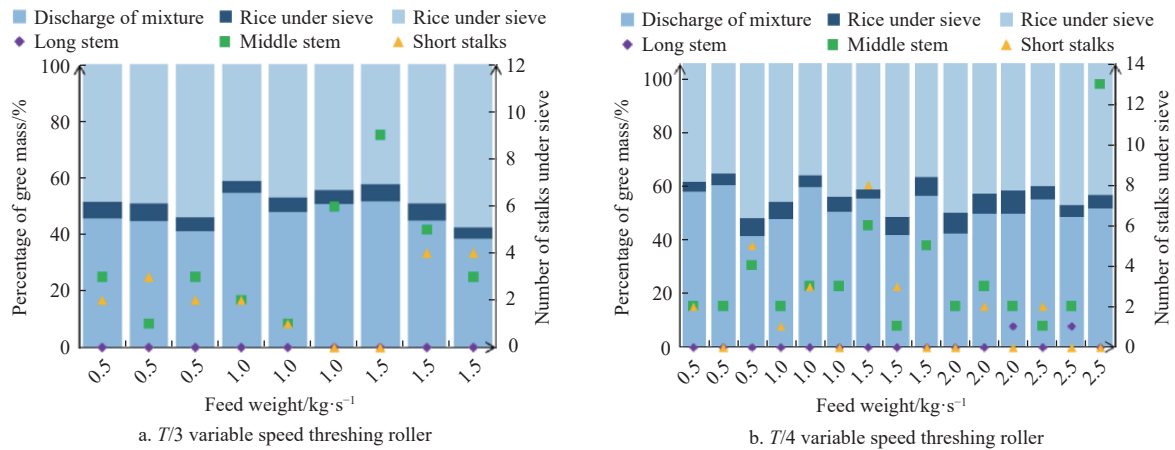 Discharge of mixture Rice under sieve Rice under sieve
Long stem Middle stem Short stalks
100
80
60
40
20
0
Percentage of gree mass/%
12
10
8
6
4
2
0
Number of stalks under sieve
0.5 0.5 0.5 1.0 1.0 1.0 1.5 1.5 1.5
Feed weight/kg·s⁻¹
a. T/3 variable speed threshing roller
Discharge of mixture Rice under sieve Rice under sieve
Long stem Middle stem Short stalks
100
80
60
40
20
0
Percentage of gree mass/%
14
12
10
8
6
4
2
0
Number of stalks under sieve
0.5 0.5 0.5 1.0 1.0 1.0 1.5 1.5 1.5 2.0 2.0 2.0 2.5 2.5 2.5
Feed weight/kg·s⁻¹
b. T/4 variable speed threshing roller